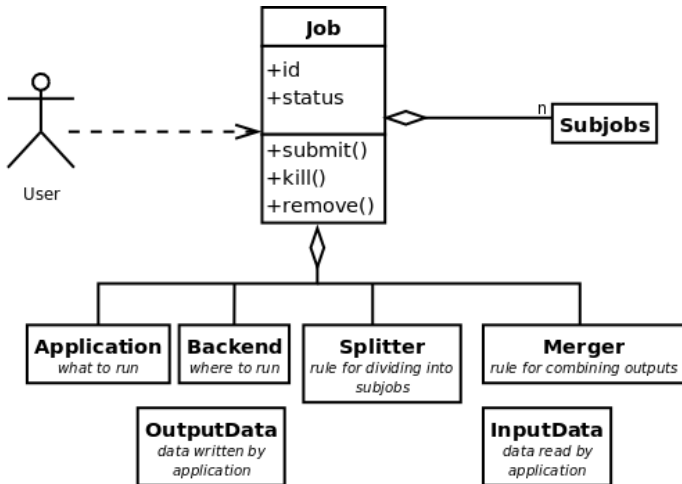 Job
+id
+status
n
Subjobs
+submit()
+kill()
+remove()
User
Application
what to run
Backend
where to run
Splitter
rule for dividing into
subjobs
Merger
rule for combining outputs
OutputData
data written by
application
InputData
data read by
application